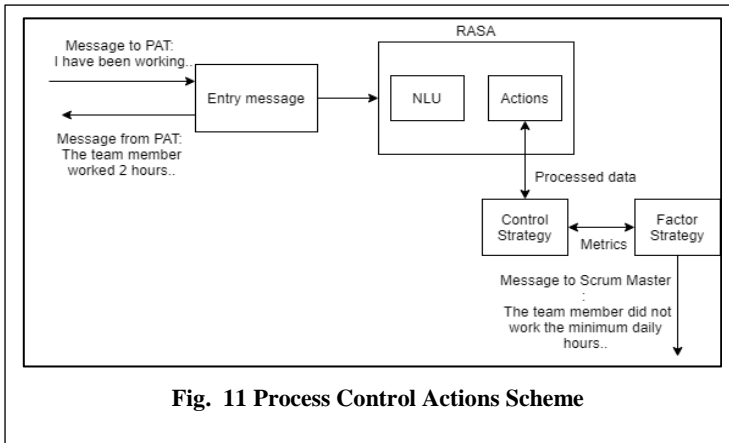 RASA
Message to PAT:
I have been working..
Entry message
NLU
Actions
Message from PAT:
The team member
worked 2 hours..
Processed data
Control
Strategy
Metrics
Factor
Strategy
Message to Scrum Master
:
The team member did not
work the minimum daily
hours..
Fig. 11 Process Control Actions Scheme